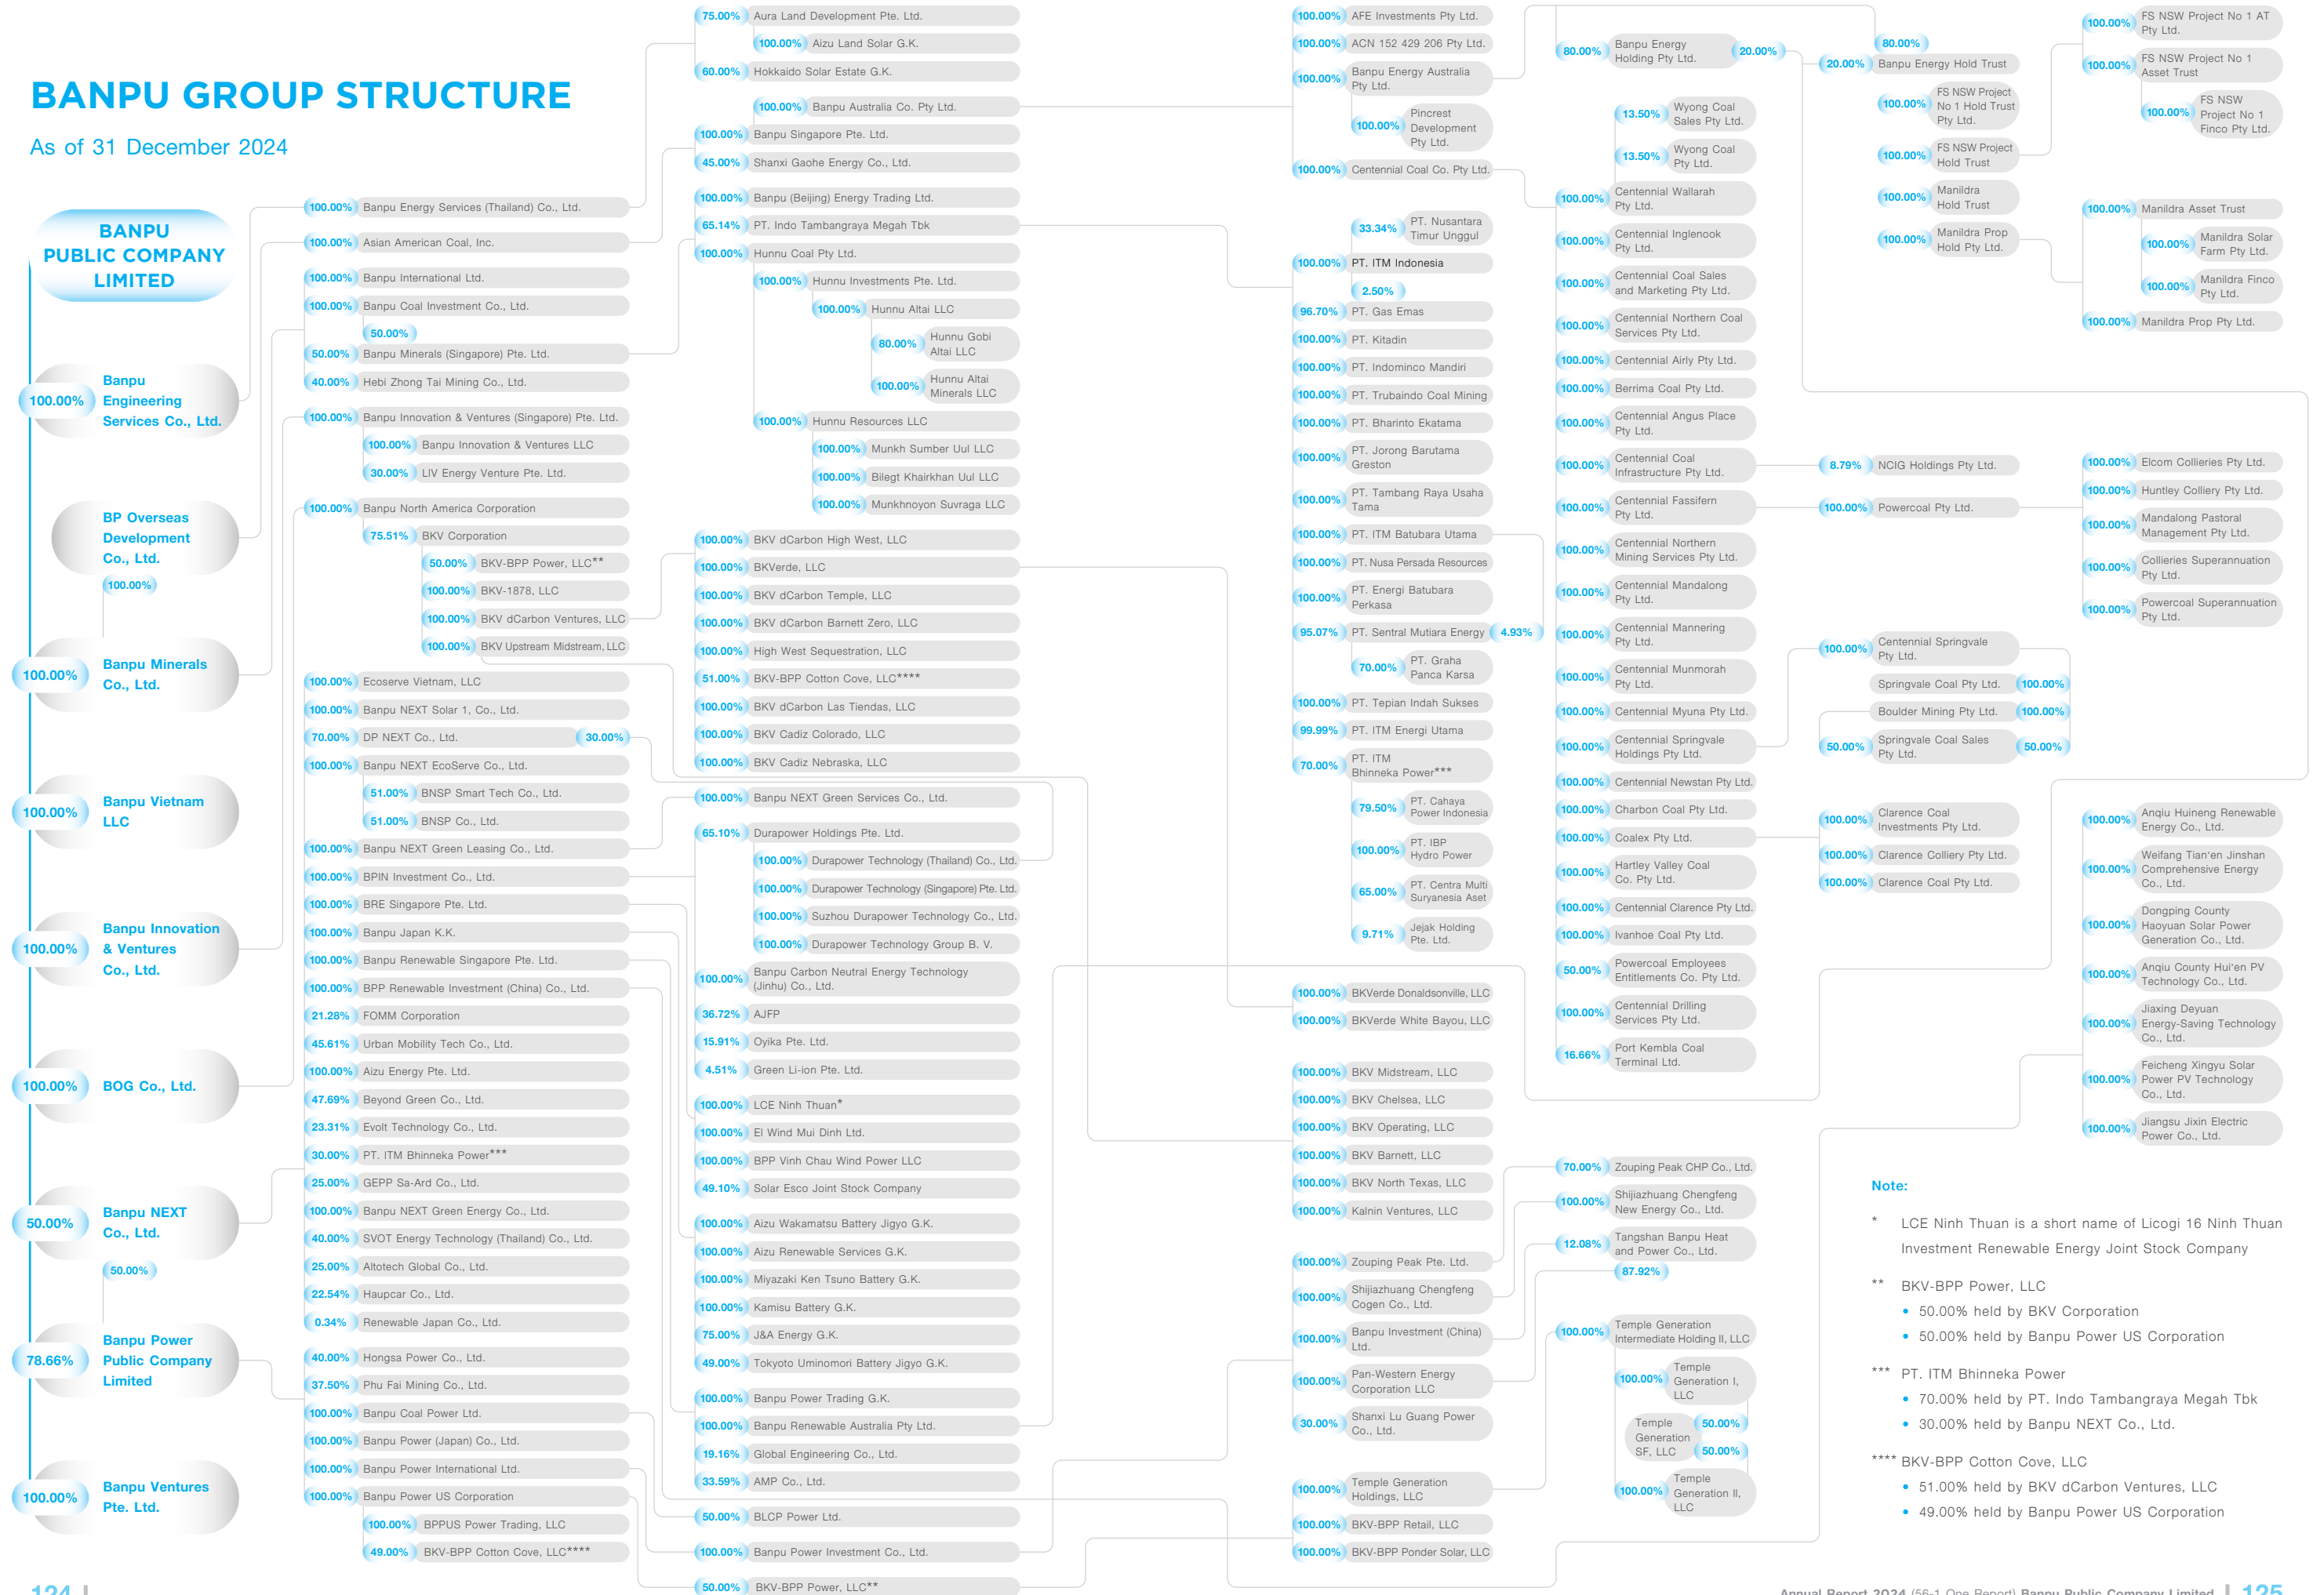 BANPU GROUP STRUCTURE
As of 31 December 2024
BANPU
PUBLIC COMPANY
LIMITED
100.00%
Banpu
Engineering
Services Co., Ltd.
BP Overseas
Development
Co., Ltd.
100.00%
100.00%
Banpu Minerals
Co., Ltd.
100.00%
Banpu Vietnam
LLC
100.00%
Banpu Innovation
& Ventures
Co., Ltd.
100.00%
BOG Co., Ltd.
50.00%
Banpu NEXT
Co., Ltd.
50.00%
78.66%
Banpu Power
Public Company
Limited
100.00%
Banpu Ventures
Pte. Ltd.
100.00% Banpu Energy Services (Thailand) Co., Ltd.
100.00% Asian American Coal, Inc.
100.00% Banpu International Ltd.
100.00% Banpu Coal Investment Co., Ltd.
50.00%
50.00% Banpu Minerals (Singapore) Pte. Ltd.
40.00% Hebi Zhong Tai Mining Co., Ltd.
100.00% Banpu Innovation & Ventures (Singapore) Pte. Ltd.
100.00% Banpu Innovation & Ventures LLC
30.00% LIV Energy Venture Pte. Ltd.
100.00% Banpu North America Corporation
75.51% BKV Corporation
50.00% BKV-BPP Power, LLC**
100.00% BKV-1878, LLC
100.00% BKV dCarbon Ventures, LLC
100.00% BKV Upstream Midstream, LLC
100.00% Ecoserve Vietnam, LLC
100.00% Banpu NEXT Solar 1, Co., Ltd.
70.00% DP NEXT Co., Ltd. 30.00%
100.00% Banpu NEXT EcoServe Co., Ltd.
51.00% BNSP Smart Tech Co., Ltd.
51.00% BNSP Co., Ltd.
100.00% Banpu NEXT Green Leasing Co., Ltd.
100.00% BPIN Investment Co., Ltd.
100.00% BRE Singapore Pte. Ltd.
100.00% Banpu Japan K.K.
100.00% Banpu Renewable Singapore Pte. Ltd.
100.00% BPP Renewable Investment (China) Co., Ltd.
21.28% FOMM Corporation
45.61% Urban Mobility Tech Co., Ltd.
100.00% Aizu Energy Pte. Ltd.
47.69% Beyond Green Co., Ltd.
23.31% Evolt Technology Co., Ltd.
30.00% PT. ITM Bhinneka Power***
25.00% GEPP Sa-Ard Co., Ltd.
100.00% Banpu NEXT Green Energy Co., Ltd.
40.00% SVOT Energy Technology (Thailand) Co., Ltd.
25.00% Altotech Global Co., Ltd.
22.54% Haupcar Co., Ltd.
0.34% Renewable Japan Co., Ltd.
40.00% Hongsa Power Co., Ltd.
37.50% Phu Fai Mining Co., Ltd.
100.00% Banpu Coal Power Ltd.
100.00% Banpu Power (Japan) Co., Ltd.
100.00% Banpu Power International Ltd.
100.00% Banpu Power US Corporation
100.00% BPPUS Power Trading, LLC
49.00% BKV-BPP Cotton Cove, LLC****
75.00% Aura Land Development Pte. Ltd.
100.00% Aizu Land Solar G.K.
60.00% Hokkaido Solar Estate G.K.
100.00% Banpu Australia Co. Pty Ltd.
100.00% Banpu Singapore Pte. Ltd.
45.00% Shanxi Gaohe Energy Co., Ltd.
100.00% Banpu (Beijing) Energy Trading Ltd.
65.14% PT. Indo Tambangraya Megah Tbk
100.00% Hunnu Coal Pty Ltd.
100.00% Hunnu Investments Pte. Ltd.
100.00% Hunnu Altai LLC
80.00% Hunnu Gobi
Altai LLC
100.00% Hunnu Altai
Minerals LLC
100.00% Hunnu Resources LLC
100.00% Munkh Sumber Uul LLC
100.00% Bilegt Khairkhan Uul LLC
100.00% Munkhnoyon Suvraga LLC
100.00% BKV dCarbon High West, LLC
100.00% BKVerde, LLC
100.00% BKV dCarbon Temple, LLC
100.00% BKV dCarbon Barnett Zero, LLC
100.00% High West Sequestration, LLC
51.00% BKV-BPP Cotton Cove, LLC****
100.00% BKV dCarbon Las Tiendas, LLC
100.00% BKV Cadiz Colorado, LLC
100.00% BKV Cadiz Nebraska, LLC
100.00% Banpu NEXT Green Services Co., Ltd.
65.10% Durapower Holdings Pte. Ltd.
100.00% Durapower Technology (Thailand) Co., Ltd.
100.00% Durapower Technology (Singapore) Pte. Ltd.
100.00% Suzhou Durapower Technology Co., Ltd.
100.00% Durapower Technology Group B. V.
100.00% Banpu Carbon Neutral Energy Technology
(Jinhu) Co., Ltd.
36.72% AJFP
15.91% Oyika Pte. Ltd.
4.51% Green Li-ion Pte. Ltd.
100.00% LCE Ninh Thuan*
100.00% El Wind Mui Dinh Ltd.
100.00% BPP Vinh Chau Wind Power LLC
49.10% Solar Esco Joint Stock Company
100.00% Aizu Wakamatsu Battery Jigyo G.K.
100.00% Aizu Renewable Services G.K.
100.00% Miyazaki Ken Tsuno Battery G.K.
100.00% Kamisu Battery G.K.
75.00% J&A Energy G.K.
49.00% Tokyoto Uminomori Battery Jigyo G.K.
100.00% Banpu Power Trading G.K.
100.00% Banpu Renewable Australia Pty Ltd.
19.16% Global Engineering Co., Ltd.
33.59% AMP Co., Ltd.
50.00% BLCP Power Ltd.
100.00% Banpu Power Investment Co., Ltd.
50.00% BKV-BPP Power, LLC**
100.00% AFE Investments Pty Ltd.
100.00% ACN 152 429 206 Pty Ltd.
100.00% Banpu Energy Australia
Pty Ltd.
100.00% Pincrest
Development
Pty Ltd.
100.00% Centennial Coal Co. Pty Ltd.
33.34% PT. Nusantara
Timur Unggul
100.00% PT. ITM Indonesia
2.50%
96.70% PT. Gas Emas
100.00% PT. Kitadin
100.00% PT. Indominco Mandiri
100.00% PT. Trubaindo Coal Mining
100.00% PT. Bharinto Ekatama
100.00% PT. Jorong Barutama
Greston
100.00% PT. Tambang Raya Usaha
Tama
100.00% PT. ITM Batubara Utama
100.00% PT. Nusa Persada Resources
100.00% PT. Energi Batubara
Perkasa
95.07% PT. Sentral Mutiara Energy 4.93%
70.00% PT. Graha
Panca Karsa
100.00% PT. Tepian Indah Sukses
99.99% PT. ITM Energi Utama
70.00% PT. ITM
Bhinneka Power***
79.50% PT. Cahaya
Power Indonesia
100.00% PT. IBP
Hydro Power
65.00% PT. Centra Multi
Suryanesia Aset
9.71% Jejak Holding
Pte. Ltd.
100.00% BKVerde Donaldsonville, LLC
100.00% BKVerde White Bayou, LLC
100.00% BKV Midstream, LLC
100.00% BKV Chelsea, LLC
100.00% BKV Operating, LLC
100.00% BKV Barnett, LLC
100.00% BKV North Texas, LLC
100.00% Kalnin Ventures, LLC
100.00% Zouping Peak Pte. Ltd.
100.00% Shijiazhuang Chengfeng
Cogen Co., Ltd.
100.00% Banpu Investment (China)
Ltd.
100.00% Pan-Western Energy
Corporation LLC
30.00% Shanxi Lu Guang Power
Co., Ltd.
100.00% Temple Generation
Holdings, LLC
100.00% BKV-BPP Retail, LLC
100.00% BKV-BPP Ponder Solar, LLC
80.00% Banpu Energy
Holding Pty Ltd. 20.00%
13.50% Wyong Coal
Sales Pty Ltd.
13.50% Wyong Coal
Pty Ltd.
100.00% Centennial Wallarah
Pty Ltd.
100.00% Centennial Inglenook
Pty Ltd.
100.00% Centennial Coal Sales
and Marketing Pty Ltd.
100.00% Centennial Northern Coal
Services Pty Ltd.
100.00% Centennial Airly Pty Ltd.
100.00% Berrima Coal Pty Ltd.
100.00% Centennial Angus Place
Pty Ltd.
100.00% Centennial Coal
Infrastructure Pty Ltd.
100.00% Centennial Fassifern
Pty Ltd.
100.00% Centennial Northern
Mining Services Pty Ltd.
100.00% Centennial Mandalong
Pty Ltd.
100.00% Centennial Mannering
Pty Ltd.
100.00% Centennial Munmorah
Pty Ltd.
100.00% Centennial Myuna Pty Ltd.
100.00% Centennial Springvale
Holdings Pty Ltd.
100.00% Centennial Newstan Pty Ltd.
100.00% Charbon Coal Pty Ltd.
100.00% Coalex Pty Ltd.
100.00% Hartley Valley Coal
Co. Pty Ltd.
100.00% Centennial Clarence Pty Ltd.
100.00% Ivanhoe Coal Pty Ltd.
50.00% Powercoal Employees
Entitlements Co. Pty Ltd.
100.00% Centennial Drilling
Services Pty Ltd.
16.66% Port Kembla Coal
Terminal Ltd.
70.00% Zouping Peak CHP Co., Ltd.
100.00% Shijiazhuang Chengfeng
New Energy Co., Ltd.
12.08% Tangshan Banpu Heat
and Power Co., Ltd.
87.92%
100.00% Temple Generation
Intermediate Holding II, LLC
100.00% Temple
Generation I,
LLC
Temple
Generation
SF, LLC
50.00%
50.00%
100.00% Temple
Generation II,
LLC
80.00%
20.00% Banpu Energy Hold Trust
100.00% FS NSW Project
No 1 Hold Trust
Pty Ltd.
100.00% FS NSW Project
Hold Trust
100.00% Manildra
Hold Trust
100.00% Manildra Prop
Hold Pty Ltd.
8.79% NCIG Holdings Pty Ltd.
100.00% Powercoal Pty Ltd.
100.00% Centennial Springvale
Pty Ltd.
Springvale Coal Pty Ltd. 100.00%
Boulder Mining Pty Ltd. 100.00%
50.00% Springvale Coal Sales
Pty Ltd. 50.00%
100.00% Clarence Coal
Investments Pty Ltd.
100.00% Clarence Colliery Pty Ltd.
100.00% Clarence Coal Pty Ltd.
100.00% FS NSW Project No 1 AT
Pty Ltd.
100.00% FS NSW Project No 1
Asset Trust
100.00% FS NSW
Project No 1
Finco Pty Ltd.
100.00% Manildra Asset Trust
100.00% Manildra Solar
Farm Pty Ltd.
100.00% Manildra Finco
Pty Ltd.
100.00% Manildra Prop Pty Ltd.
100.00% Elcom Collieries Pty Ltd.
100.00% Huntley Colliery Pty Ltd.
100.00% Mandalong Pastoral
Management Pty Ltd.
100.00% Collieries Superannuation
Pty Ltd.
100.00% Powercoal Superannuation
Pty Ltd.
100.00% Anqiu Huineng Renewable
Energy Co., Ltd.
100.00% Weifang Tian'en Jinshan
Comprehensive Energy
Co., Ltd.
100.00% Dongping County
Haoyuan Solar Power
Generation Co., Ltd.
100.00% Anqiu County Hui'en PV
Technology Co., Ltd.
100.00% Jiaxing Deyuan
Energy-Saving Technology
Co., Ltd.
100.00% Feicheng Xingyu Solar
Power PV Technology
Co., Ltd.
100.00% Jiangsu Jixin Electric
Power Co., Ltd.
Note:
* LCE Ninh Thuan is a short name of Licogi 16 Ninh Thuan
Investment Renewable Energy Joint Stock Company
** BKV-BPP Power, LLC
• 50.00% held by BKV Corporation
• 50.00% held by Banpu Power US Corporation
*** PT. ITM Bhinneka Power
• 70.00% held by PT. Indo Tambangraya Megah Tbk
• 30.00% held by Banpu NEXT Co., Ltd.
**** BKV-BPP Cotton Cove, LLC
• 51.00% held by BKV dCarbon Ventures, LLC
• 49.00% held by Banpu Power US Corporation
124 |
Annual Report 2024 (56-1 One Report) Banpu Public Company Limited | 125